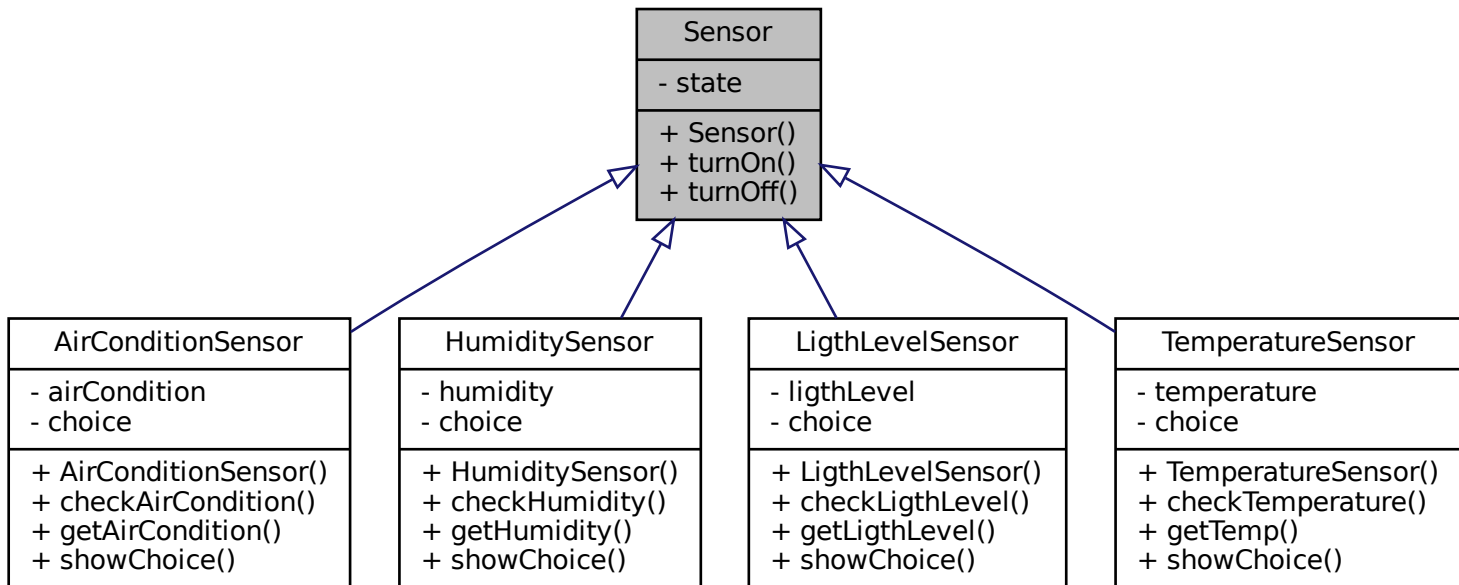 Sensor
- state
+ Sensor()
+ turnOn()
+ turnOff()
AirConditionSensor
- airCondition
- choice
+ AirConditionSensor()
+ checkAirCondition()
+ getAirCondition()
+ showChoice()
HumiditySensor
- humidity
- choice
+ HumiditySensor()
+ checkHumidity()
+ getHumidity()
+ showChoice()
LigthLevelSensor
- ligthLevel
- choice
+ LigthLevelSensor()
+ checkLigthLevel()
+ getLigthLevel()
+ showChoice()
TemperatureSensor
- temperature
- choice
+ TemperatureSensor()
+ checkTemperature()
+ getTemp()
+ showChoice()